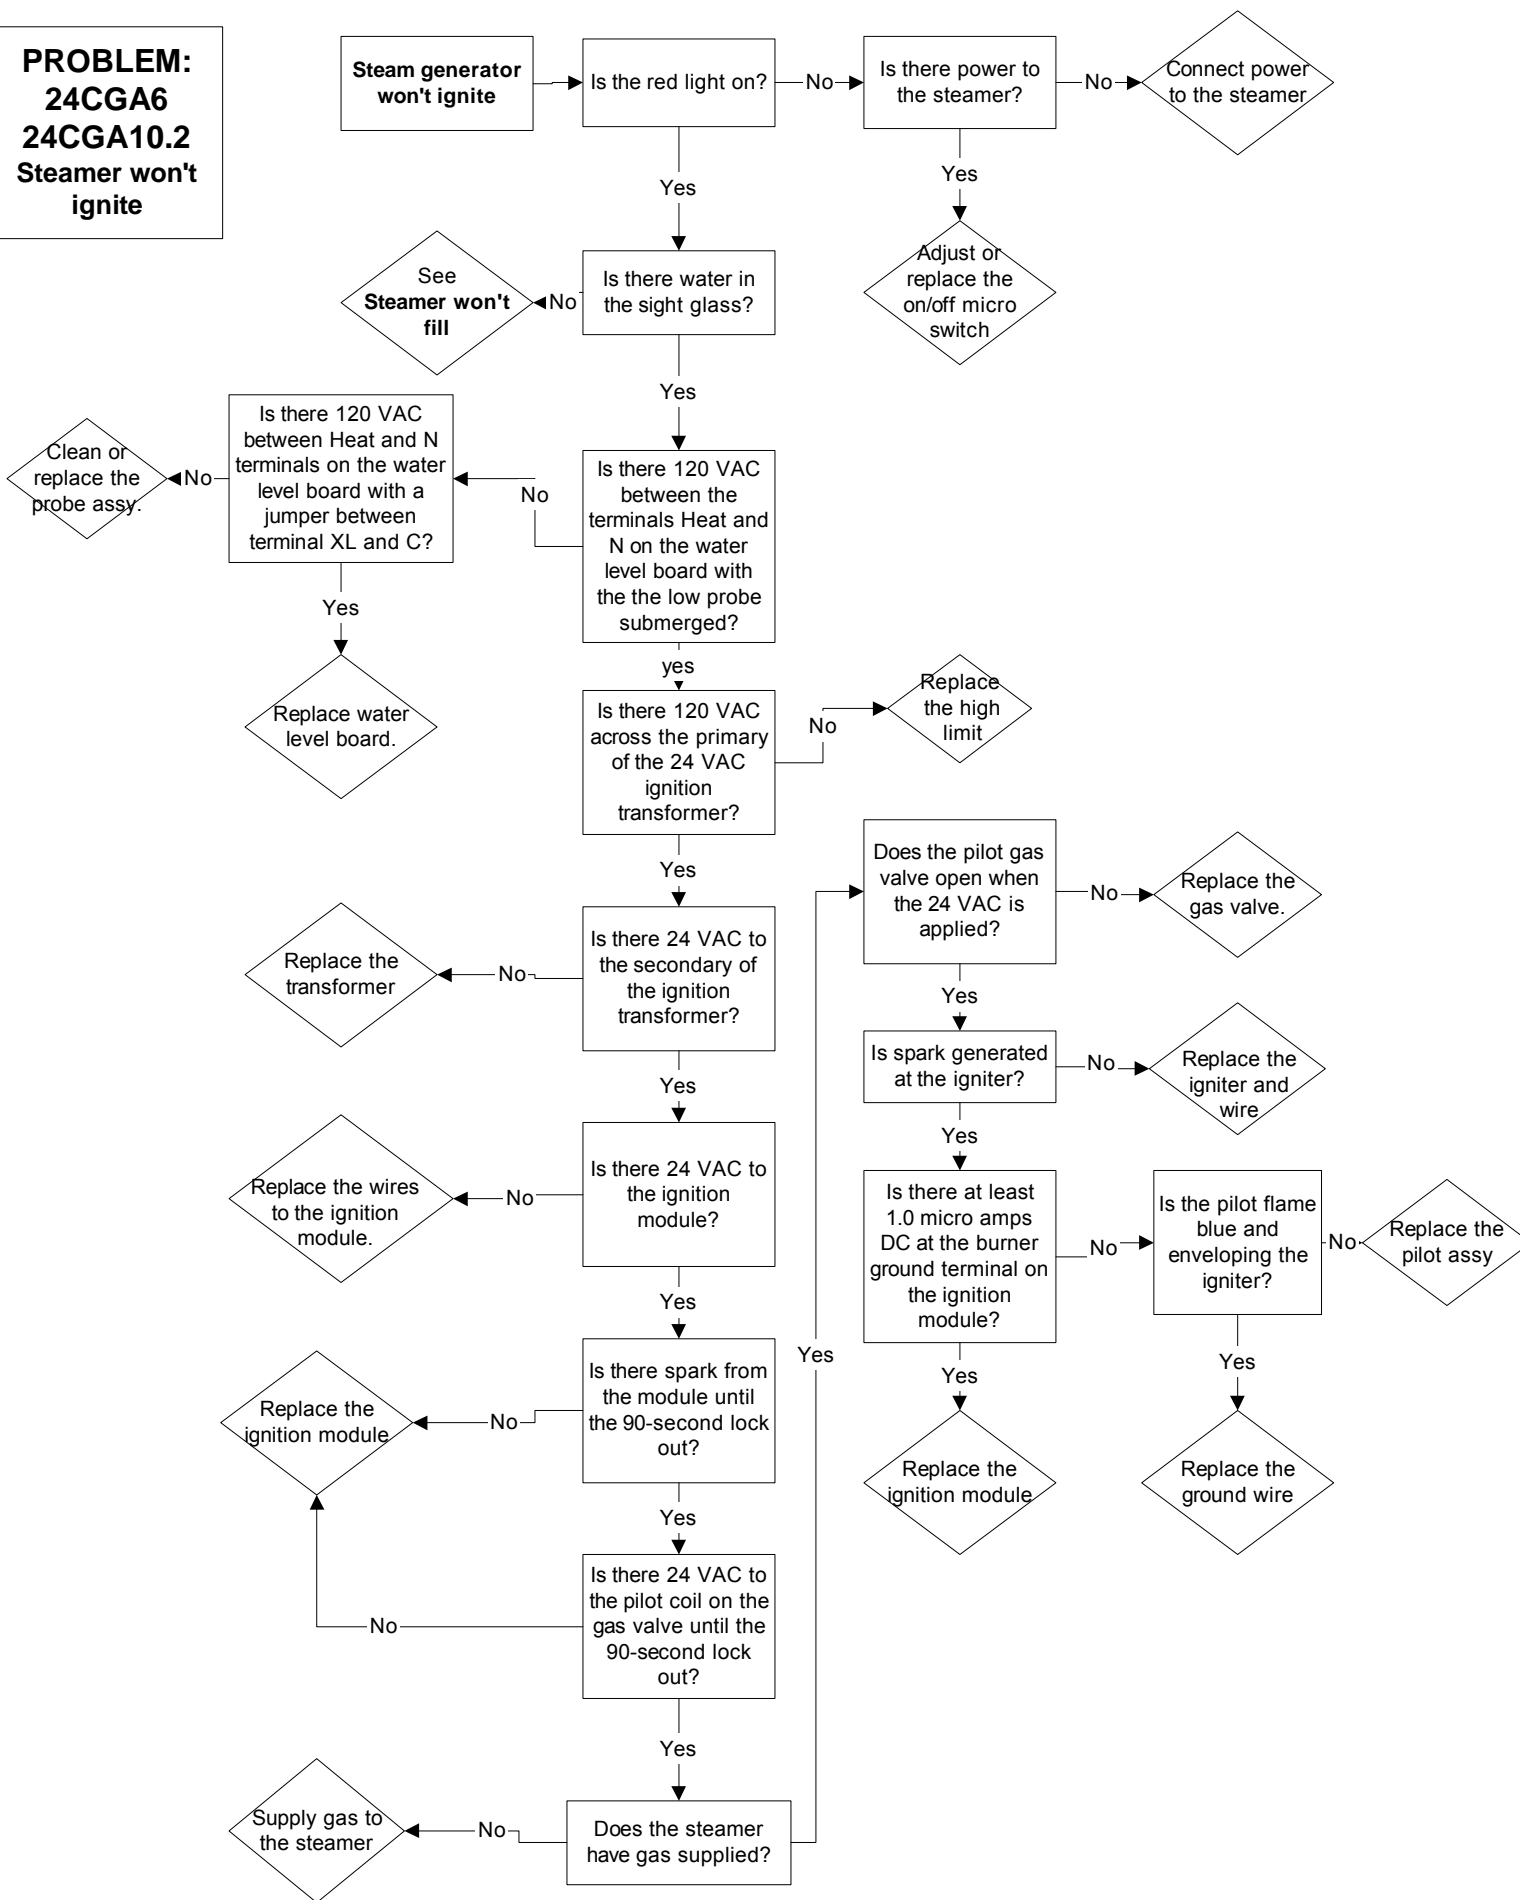 PROBLEM:
24CGA6
24CGA10.2
Steamer won't
ignite
Steam generator
won't ignite
Is the red light on?
No
Is there power to
the steamer?
No
Connect power
to the steamer
Yes
Yes
Adjust or
replace the
on/off micro
switch
See
Steamer won't
fill
No
Is there water in
the sight glass?
Yes
Clean or
replace the
probe assy.
No
Is there 120 VAC
between Heat and N
terminals on the water
level board with a
jumper between
terminal XL and C?
No
Is there 120 VAC
between the
terminals Heat and
N on the water
level board with
the the low probe
submerged?
Yes
Replace water
level board.
yes
Is there 120 VAC
across the primary
of the 24 VAC
ignition
transformer?
No
Replace
the high
limit
Yes
Replace the
transformer
No
Is there 24 VAC to
the secondary of
the ignition
transformer?
Yes
Replace the wires
to the ignition
module.
No
Is there 24 VAC to
the ignition
module?
Yes
Replace the
ignition module
No
Is there spark from
the module until
the 90-second lock
out?
Yes
No
Is there 24 VAC to
the pilot coil on the
gas valve until the
90-second lock
out?
Yes
Supply gas to
the steamer
No
Does the steamer
have gas supplied?
Yes
Does the pilot gas
valve open when
the 24 VAC is
applied?
No
Replace the
gas valve.
Yes
Is spark generated
at the igniter?
No
Replace the
igniter and
wire
Yes
Is there at least
1.0 micro amps
DC at the burner
ground terminal on
the ignition
module?
No
Is the pilot flame
blue and
enveloping the
igniter?
No
Replace the
pilot assy
Yes
Replace the
ignition module
Yes
Replace the
ground wire